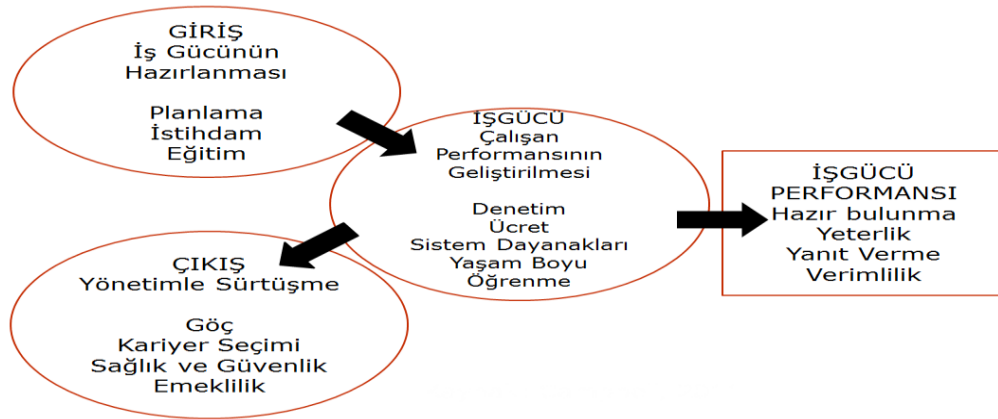 GİRİŞ
İş Gücünün
Hazırlanması
Planlama
İstihdam
Eğitim
İŞGÜCÜ
Çalışan
Performansının
Geliştirilmesi
Denetim
Ücret
Sistem Dayanakları
Yaşam Boyu
Öğrenme
İŞGÜCÜ
PERFORMANSI
Hazır bulunma
Yeterlik
Yanıt Verme
Verimlilik
ÇIKIŞ
Yönetimle Sürtüşme
Göç
Kariyer Seçimi
Sağlık ve Güvenlik
Emeklilik